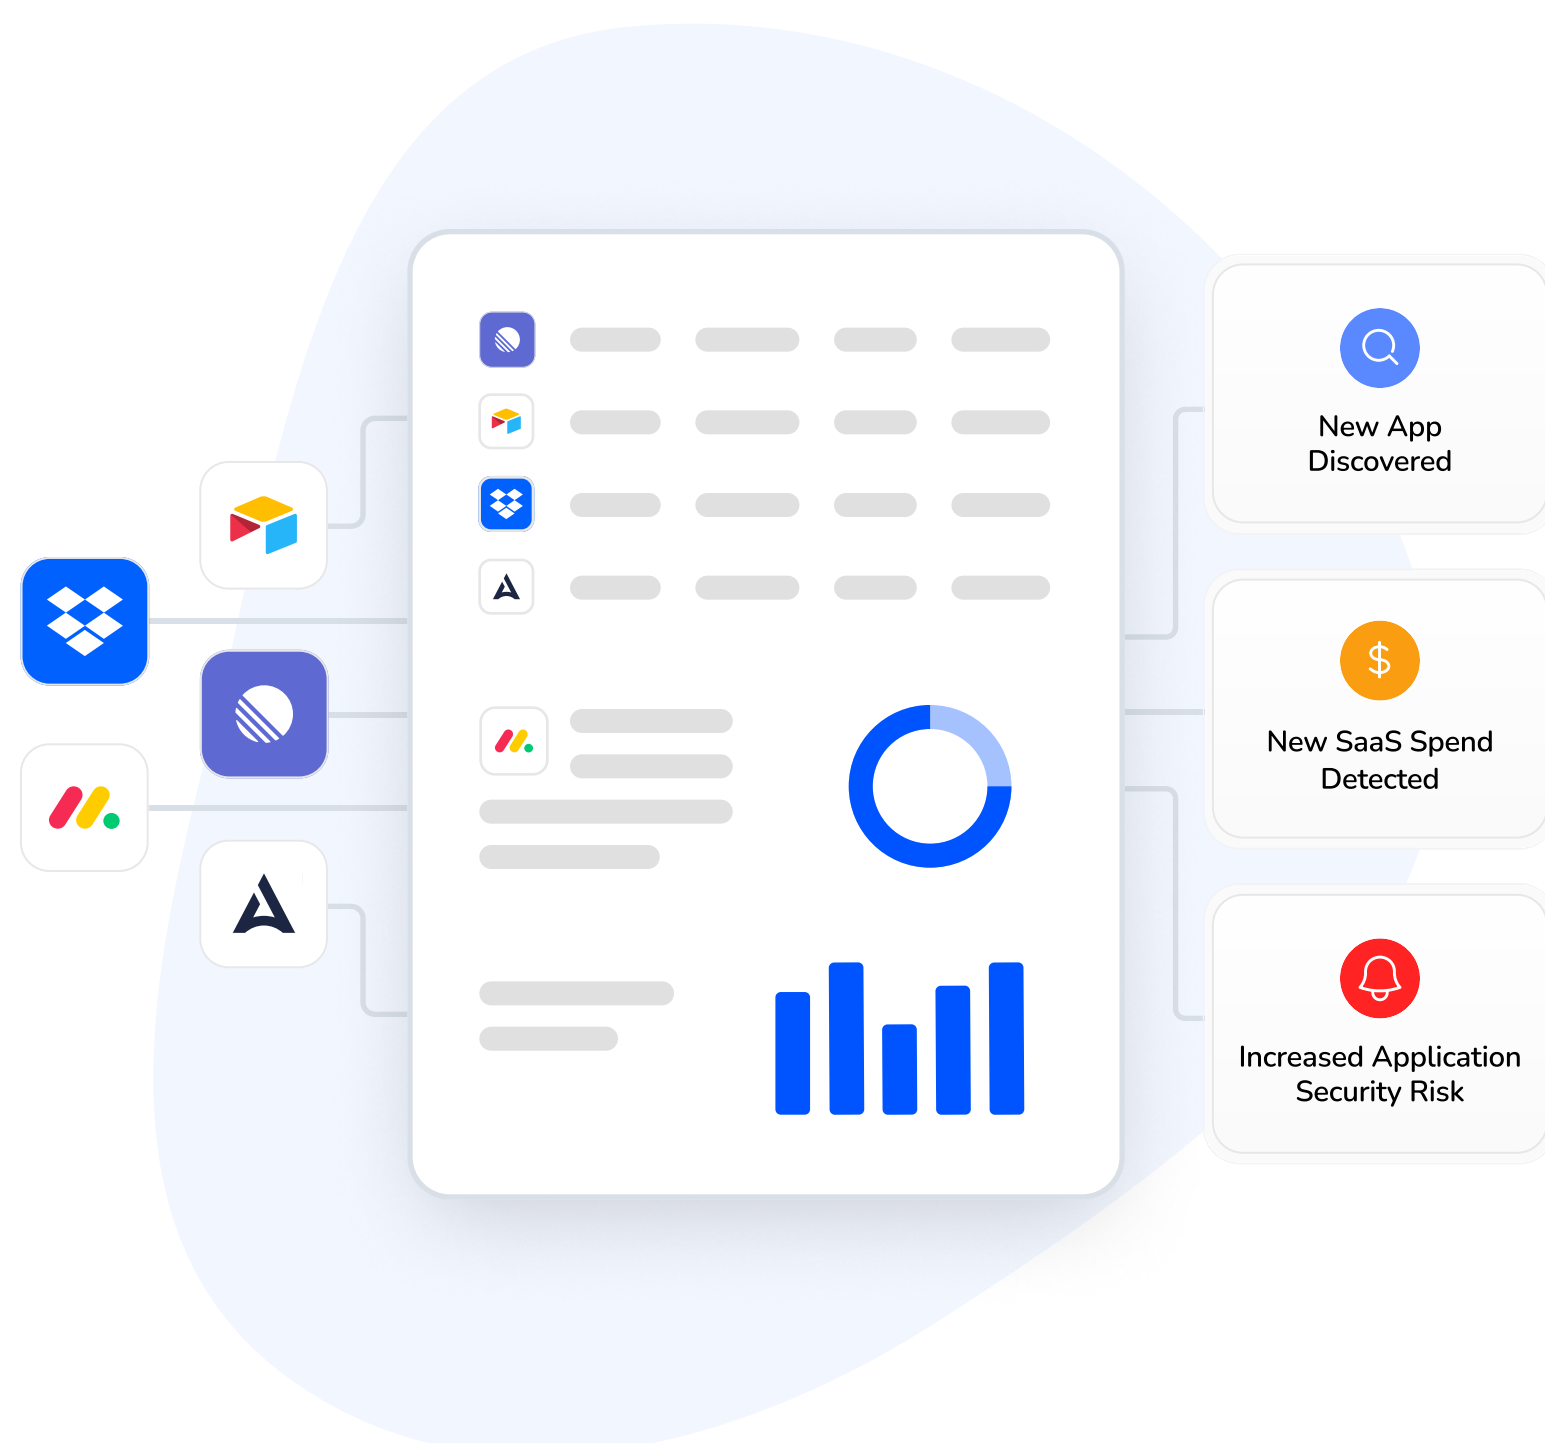 New App
Discovered
New SaaS Spend
Detected
Increased Application
Security Risk